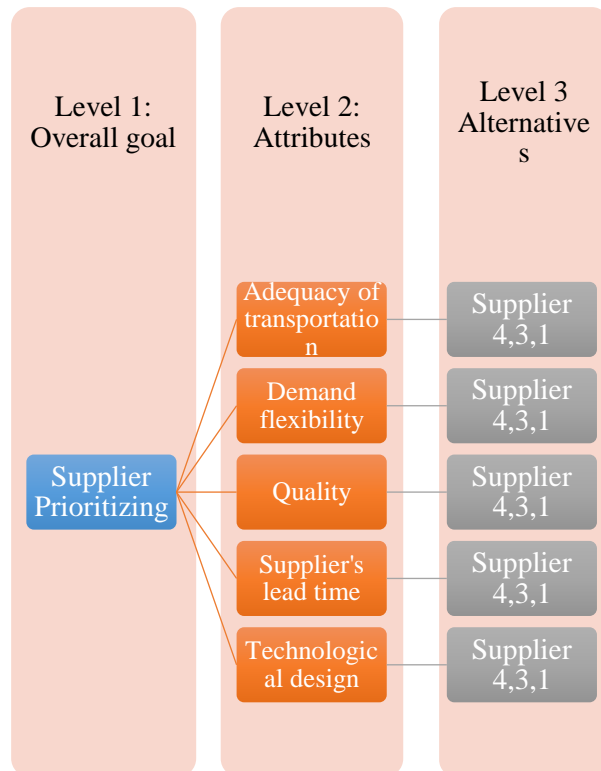 Level 1:
Overall goal
Level 2:
Attributes
Level 3
Alternative
s
Supplier
Prioritizing
Adequacy of
transportatio
n
Supplier
4,3,1
Demand
flexibility
Supplier
4,3,1
Quality
Supplier
4,3,1
Supplier's
lead time
Supplier
4,3,1
Technologic
al design
Supplier
4,3,1